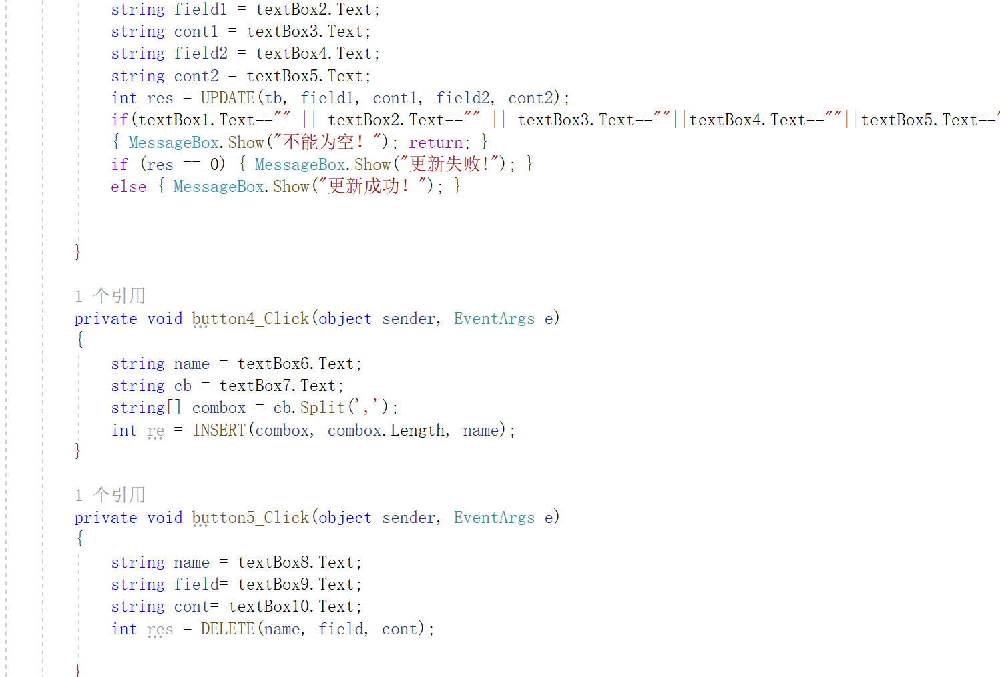 string field1 = textBox2.Text;
string cont1 = textBox3.Text;
string field2 = textBox4.Text;
string cont2 = textBox5.Text;
int res = UPDATE(tb, field1, cont1, field2, cont2);
if(textBox1.Text=="" || textBox2.Text=="" || textBox3.Text==""||textBox4.Text==""||textBox5.Text=="
{ MessageBox.Show("不能为空！"); return; }
if (res == 0) { MessageBox.Show("更新失败!"); }
else { MessageBox.Show("更新成功！"); }
}
1 个引用
private void button4_Click(object sender, EventArgs e)
{
string name = textBox6.Text;
string cb = textBox7.Text;
string[] combox = cb.Split(',');
int re = INSERT(combox, combox.Length, name);
}
1 个引用
private void button5_Click(object sender, EventArgs e)
{
string name = textBox8.Text;
string field= textBox9.Text;
string cont= textBox10.Text;
int res = DELETE(name, field, cont);
}